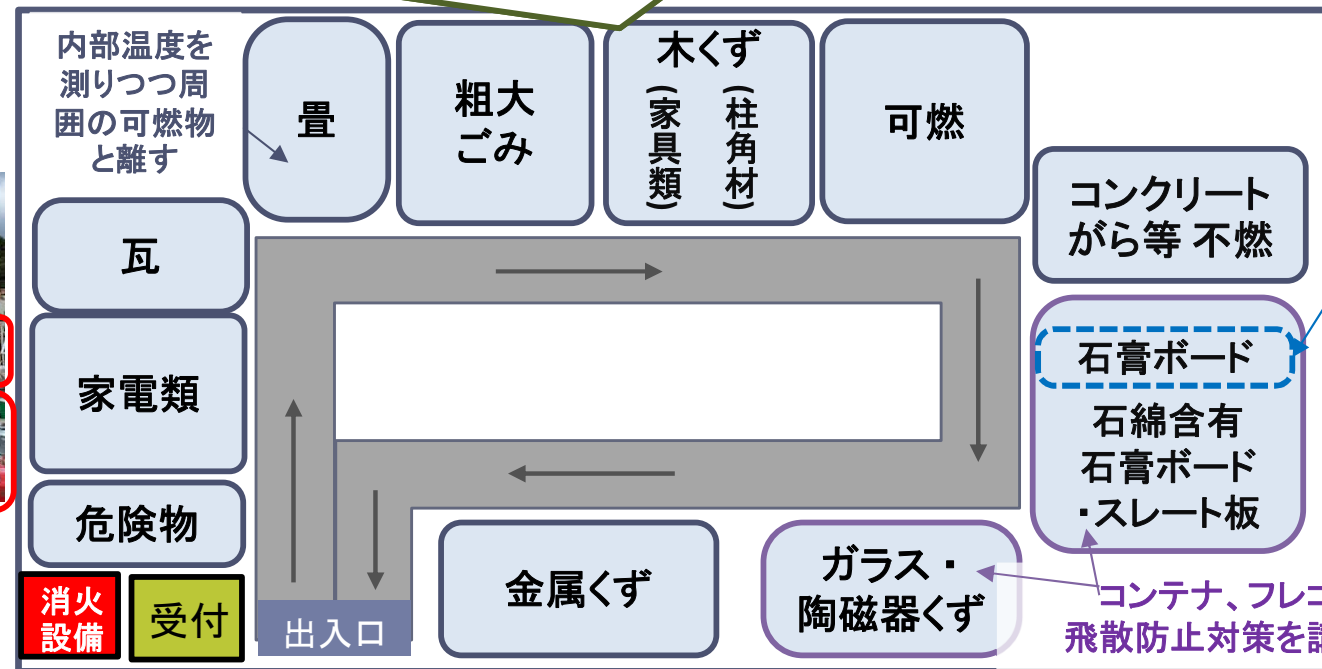 内部温度を
測りつつ周
囲の可燃物
と離す
畳
粗大
ごみ
木くず
(柱角材)
(家具類)
可燃
コンクリート
がら等 不燃
瓦
家電類
危険物
石膏ボード
石綿含有
石膏ボード
・スレート板
消火
設備
受付
出入口
金属くず
ガラス・
陶磁器くず
コンテナ、フレコ
飛散防止対策を講